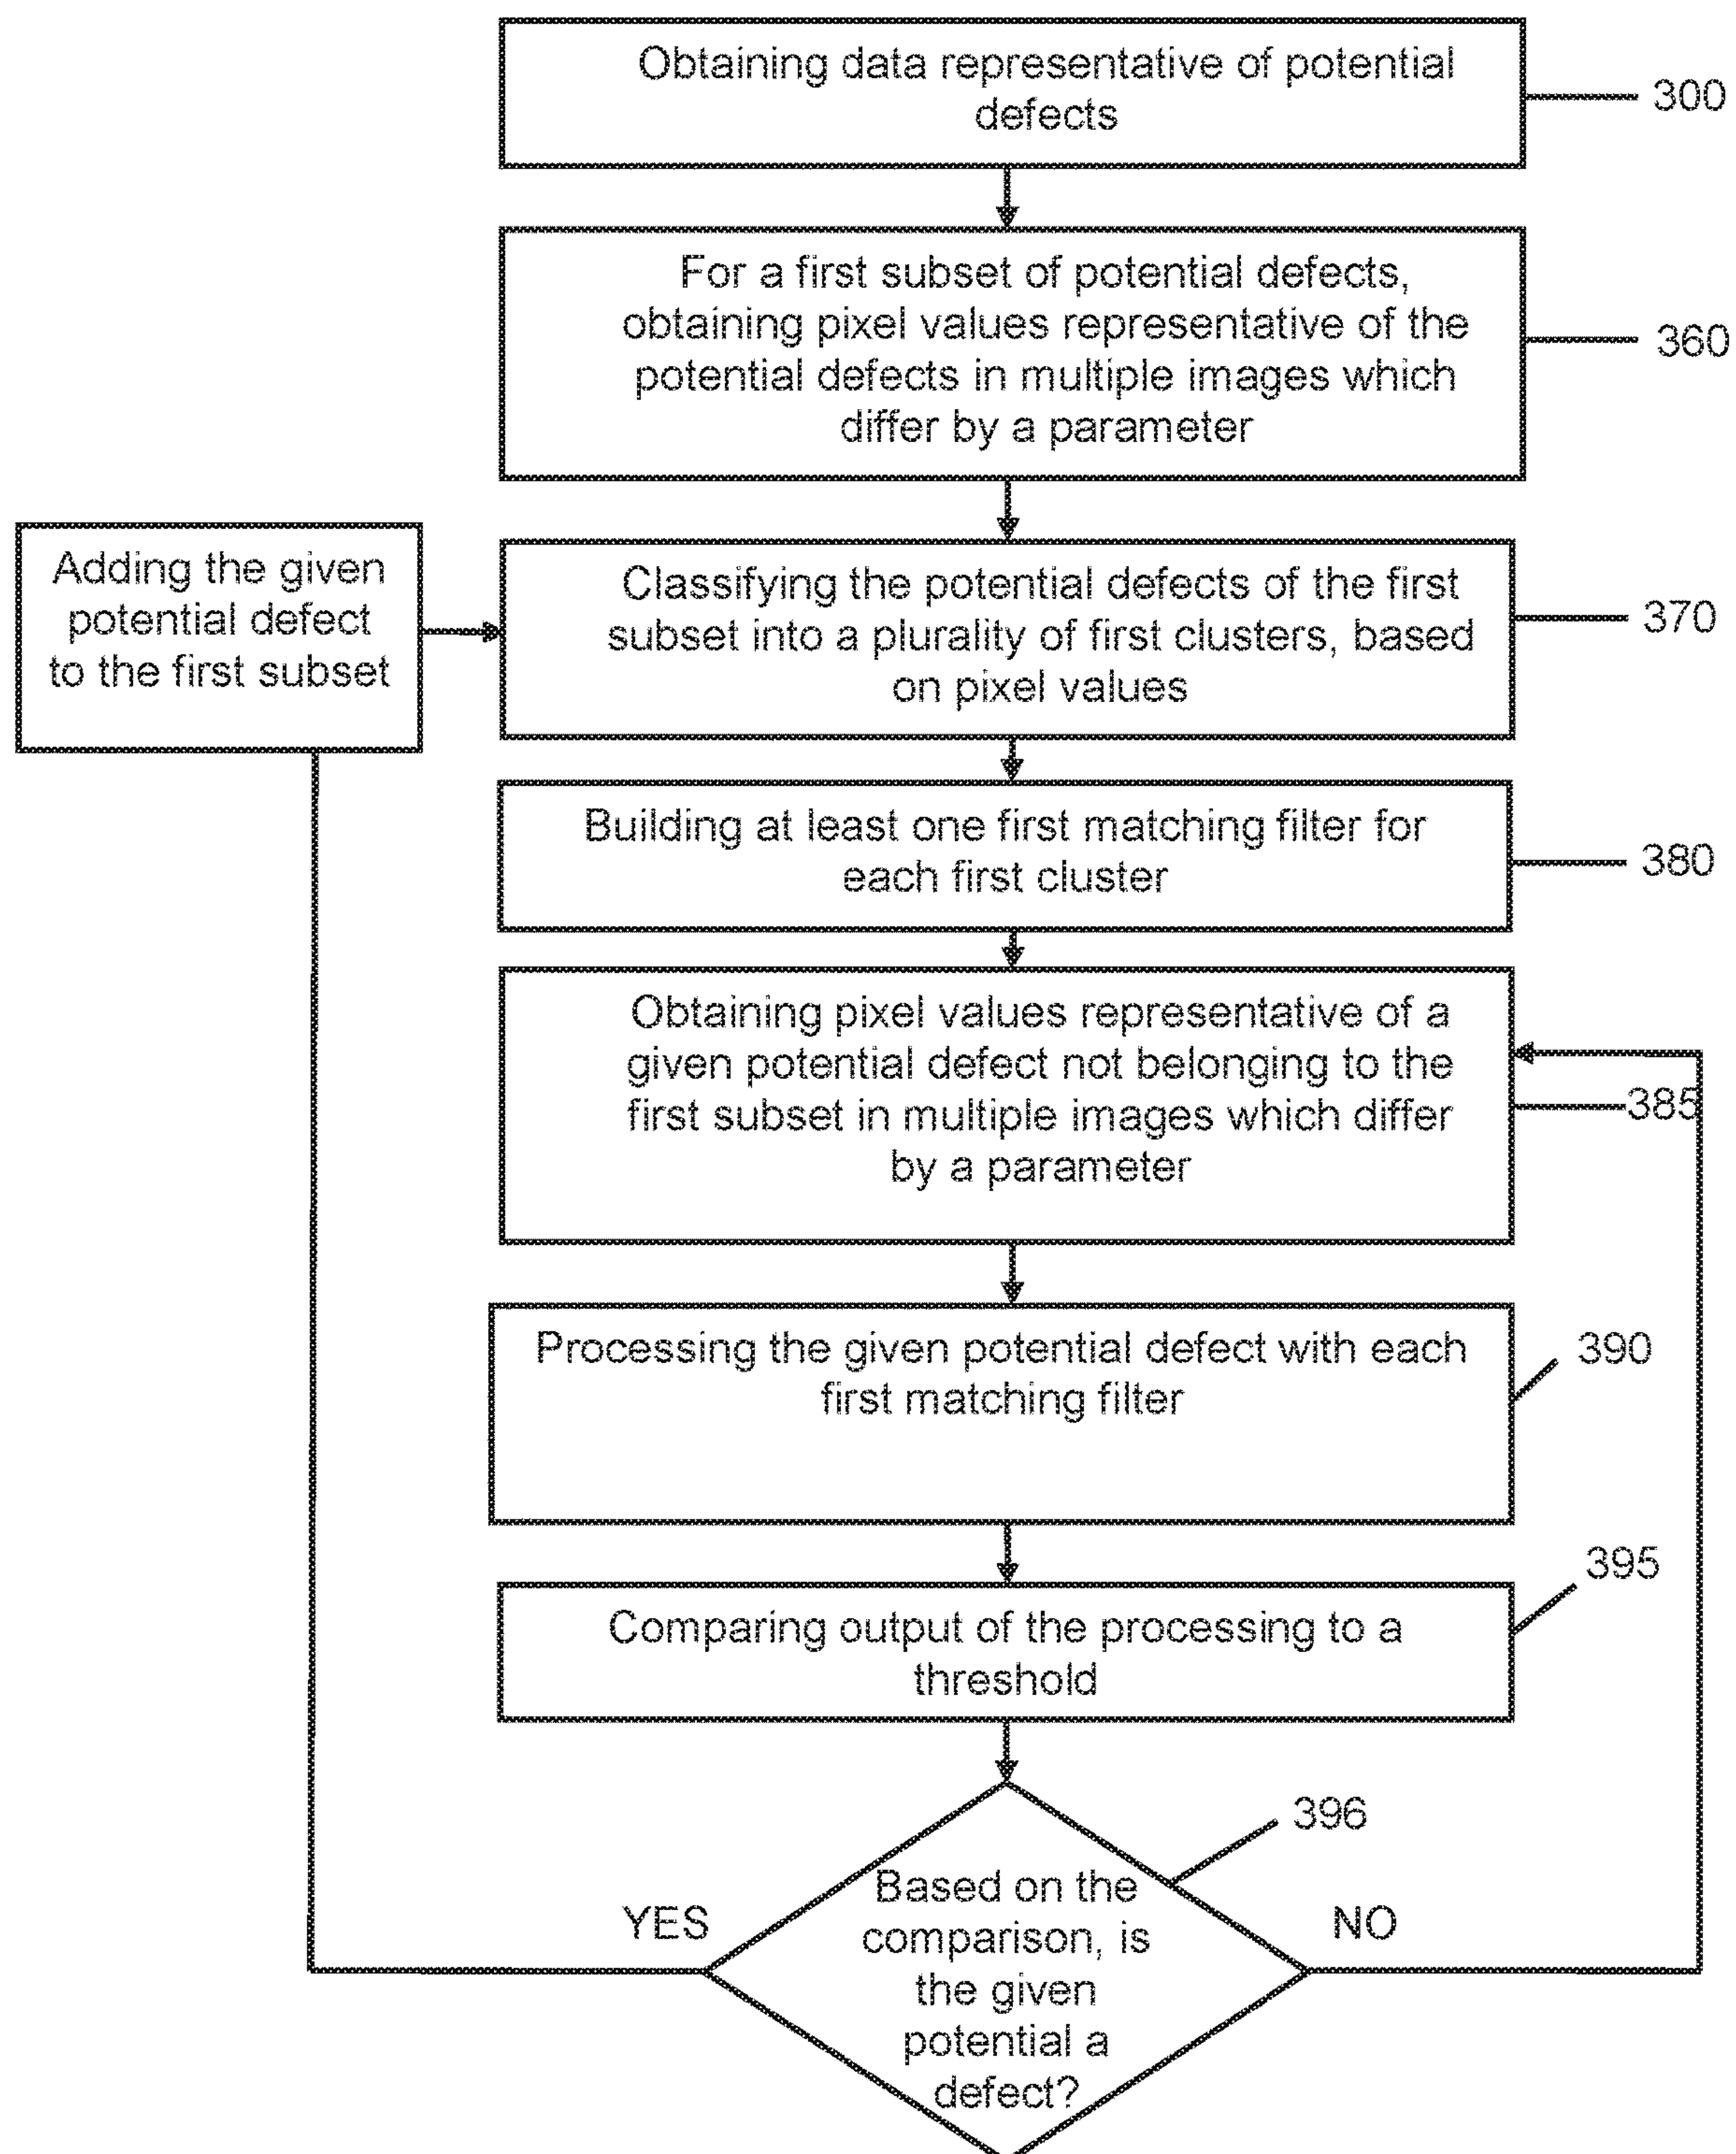 Obtaining data representative of potential
defects
300
For a first subset of potential defects,
obtaining pixel values representative of the
potential defects in multiple images which
differ by a parameter
360
Adding the given
potential defect
to the first subset
Classifying the potential defects of the first
subset into a plurality of first clusters, based
on pixel values
370
Building at least one first matching filter for
each first cluster
380
Obtaining pixel values representative of a
given potential defect not belonging to the
first subset in multiple images which differ
by a parameter
385
Processing the given potential defect with each
first matching filter
390
395
Comparing output of the processing to a
threshold
396
Based on the
comparison, is
the given
potential a
defect?
YES
NO